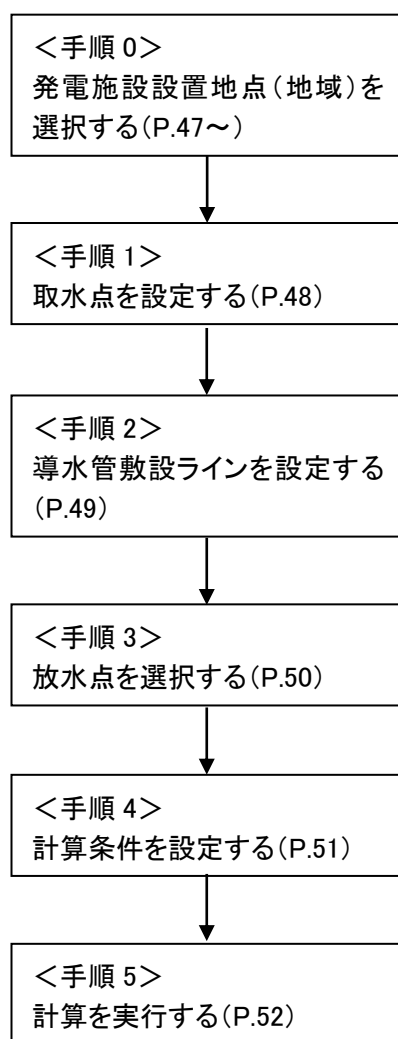 ＜手順 0＞
発電施設設置地点（地域）を
選択する（P.47～）
＜手順 1＞
取水点を設定する（P.48）
＜手順 2＞
導水管敷設ラインを設定する
（P.49）
＜手順 3＞
放水点を選択する（P.50）
＜手順 4＞
計算条件を設定する（P.51）
＜手順 5＞
計算を実行する（P.52）